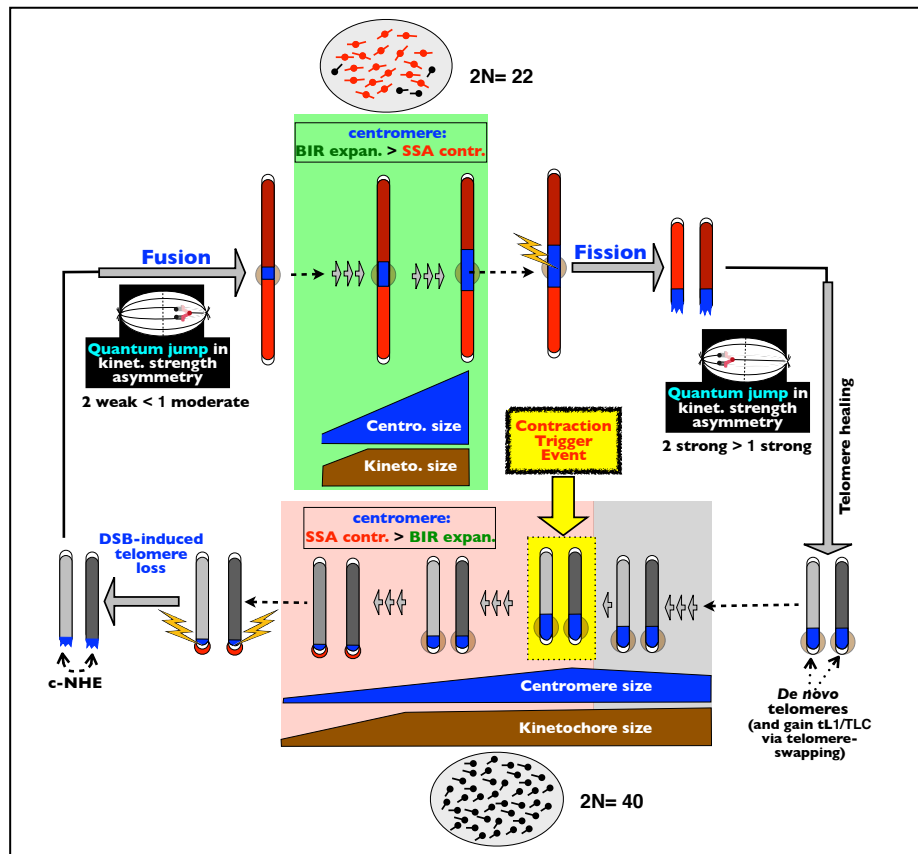 2N= 22
centromere:
BIR expan. > SSA contr.
Fusion
Fission
Quantum jump in
kinet. strength
asymmetry
2 weak < 1 moderate
Centro. size
Kineto. size
Contraction
Trigger
Event
Quantum jump in
kinet. strength
asymmetry
2 strong > 1 strong
Telomere healing
centromere:
SSA contr. > BIR expan.
DSB-induced
telomere
loss
c-NHE
Centromere size
Kinetochore size
De novo
telomeres
(and gain tL1/TLC
via telomere-
swapping)
2N= 40